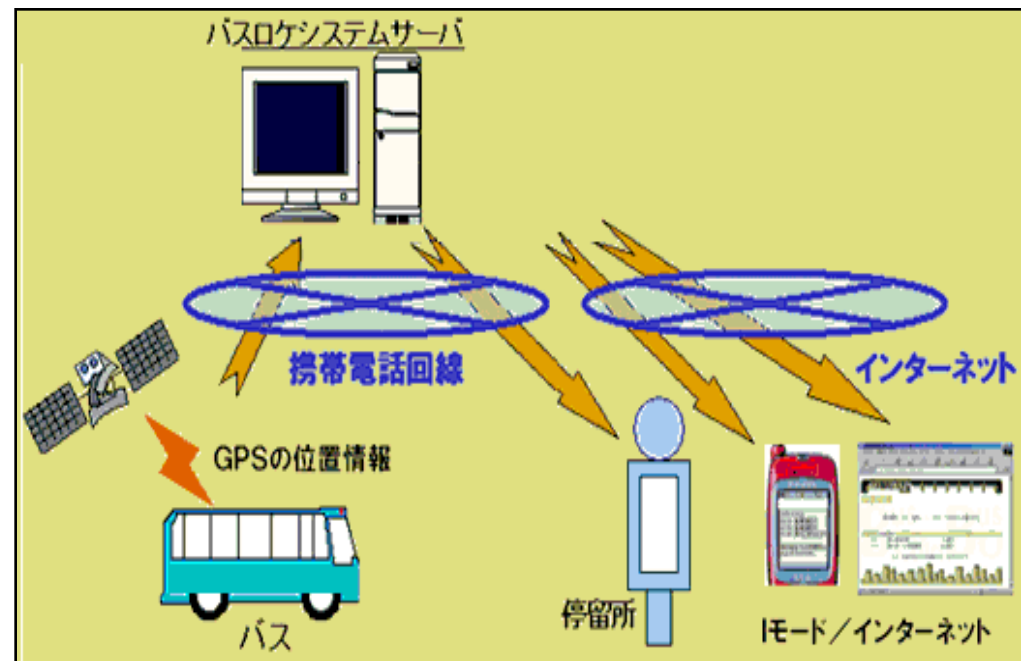 バスロケシステムサーバ
携帯電話回線
インターネット
GPSの位置情報
バス
停留所
Iモード／インターネット